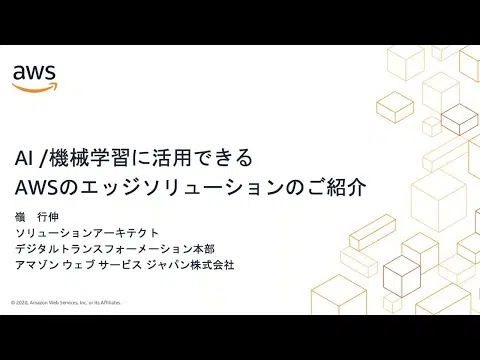 aws
AI /機械学習に活用できる
AWSのエッジソリューションのご紹介
嶺　行伸
ソリューションアーキテクト
デジタルトランスフォーメーション本部
アマゾン ウェブ サービス ジャパン株式会社
© 2020, Amazon Web Services, Inc. or its Affiliates.